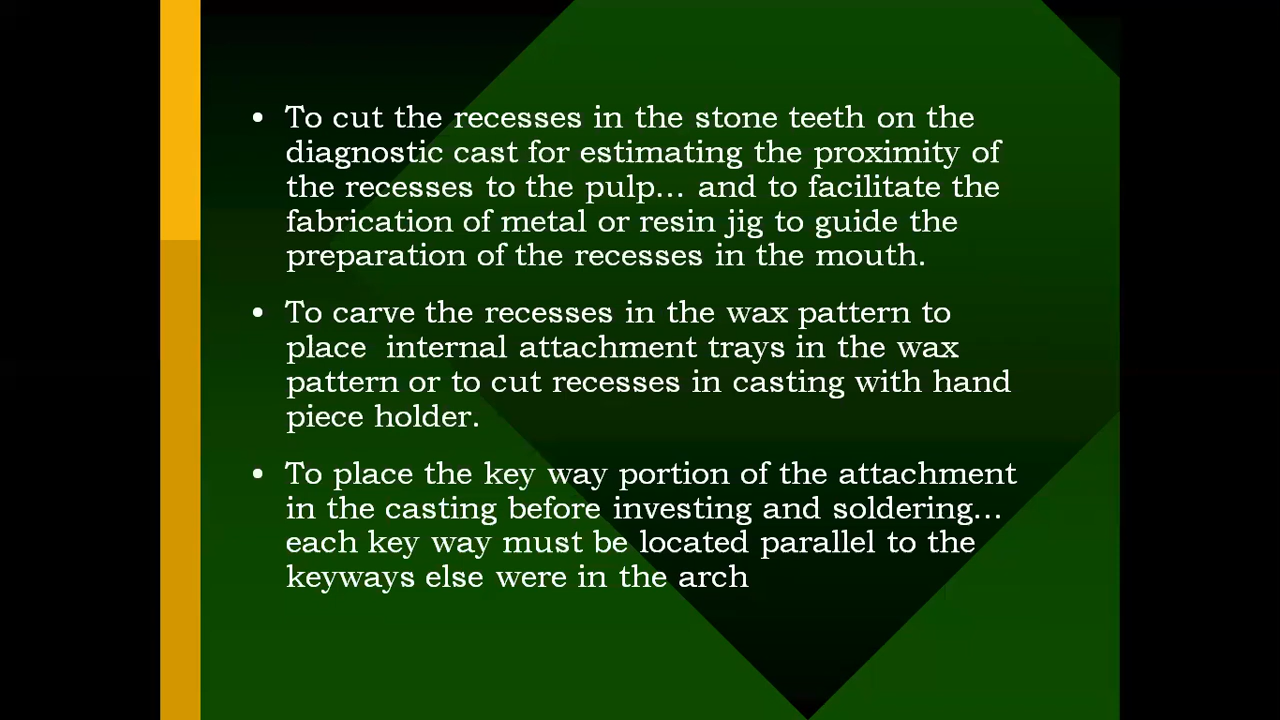 • To cut the recesses in the stone teeth on the
diagnostic cast for estimating the proximity of
the recesses to the pulp... and to facilitate the
fabrication of metal or resin jig to guide the
preparation of the recesses in the mouth.
• To carve the recesses in the wax pattern to
place  internal attachment trays in the wax
pattern or to cut recesses in casting with hand
piece holder.
• To place the key way portion of the attachment
in the casting before investing and soldering...
each key way must be located parallel to the
keyways else were in the arch